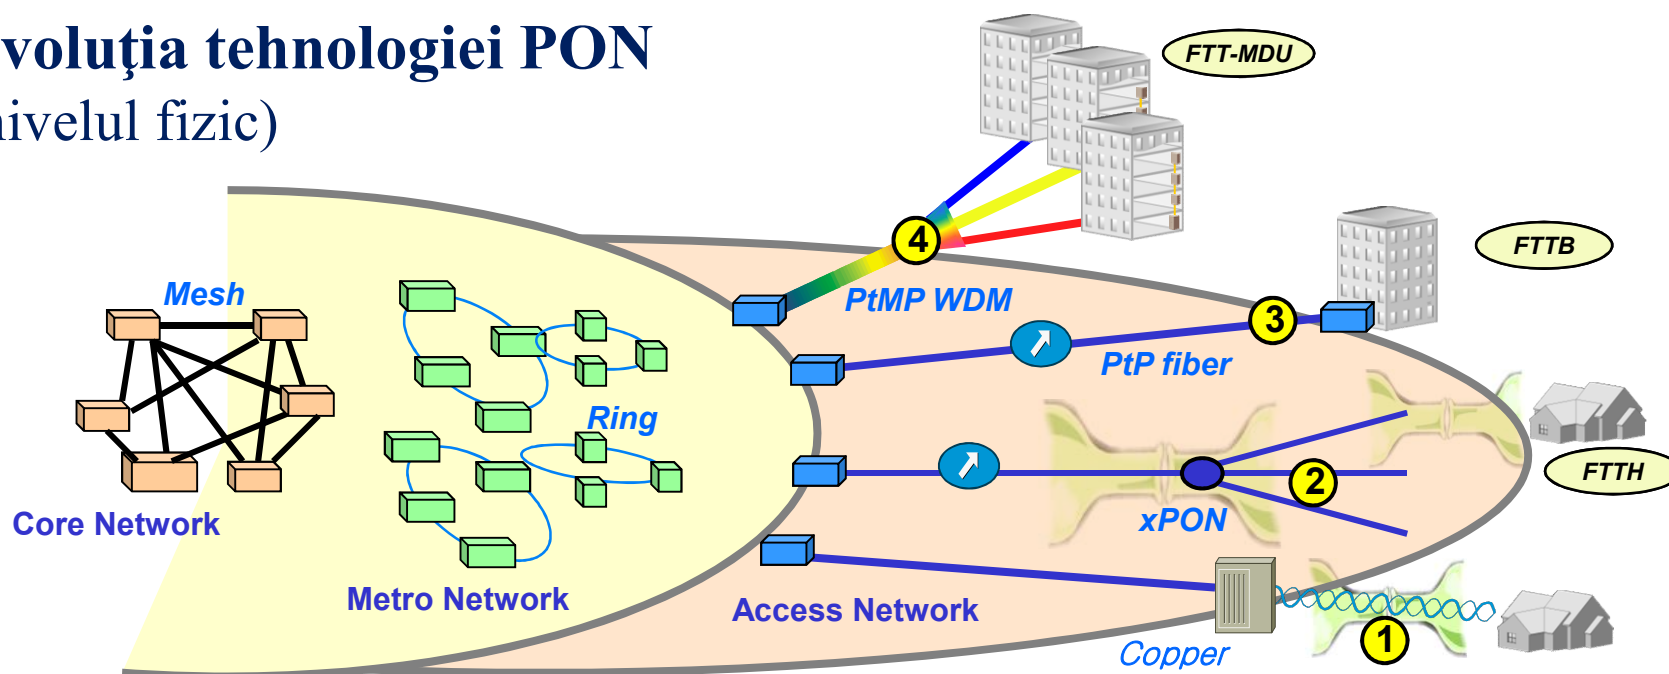 voluţia tehnologiei PON
nivelul fizic)
FTT-MDU
4
FTTB
Mesh
PtMP WDM
3
PtP fiber
Ring
2
FTTH
xPON
Core Network
Metro Network
Access Network
1
Copper